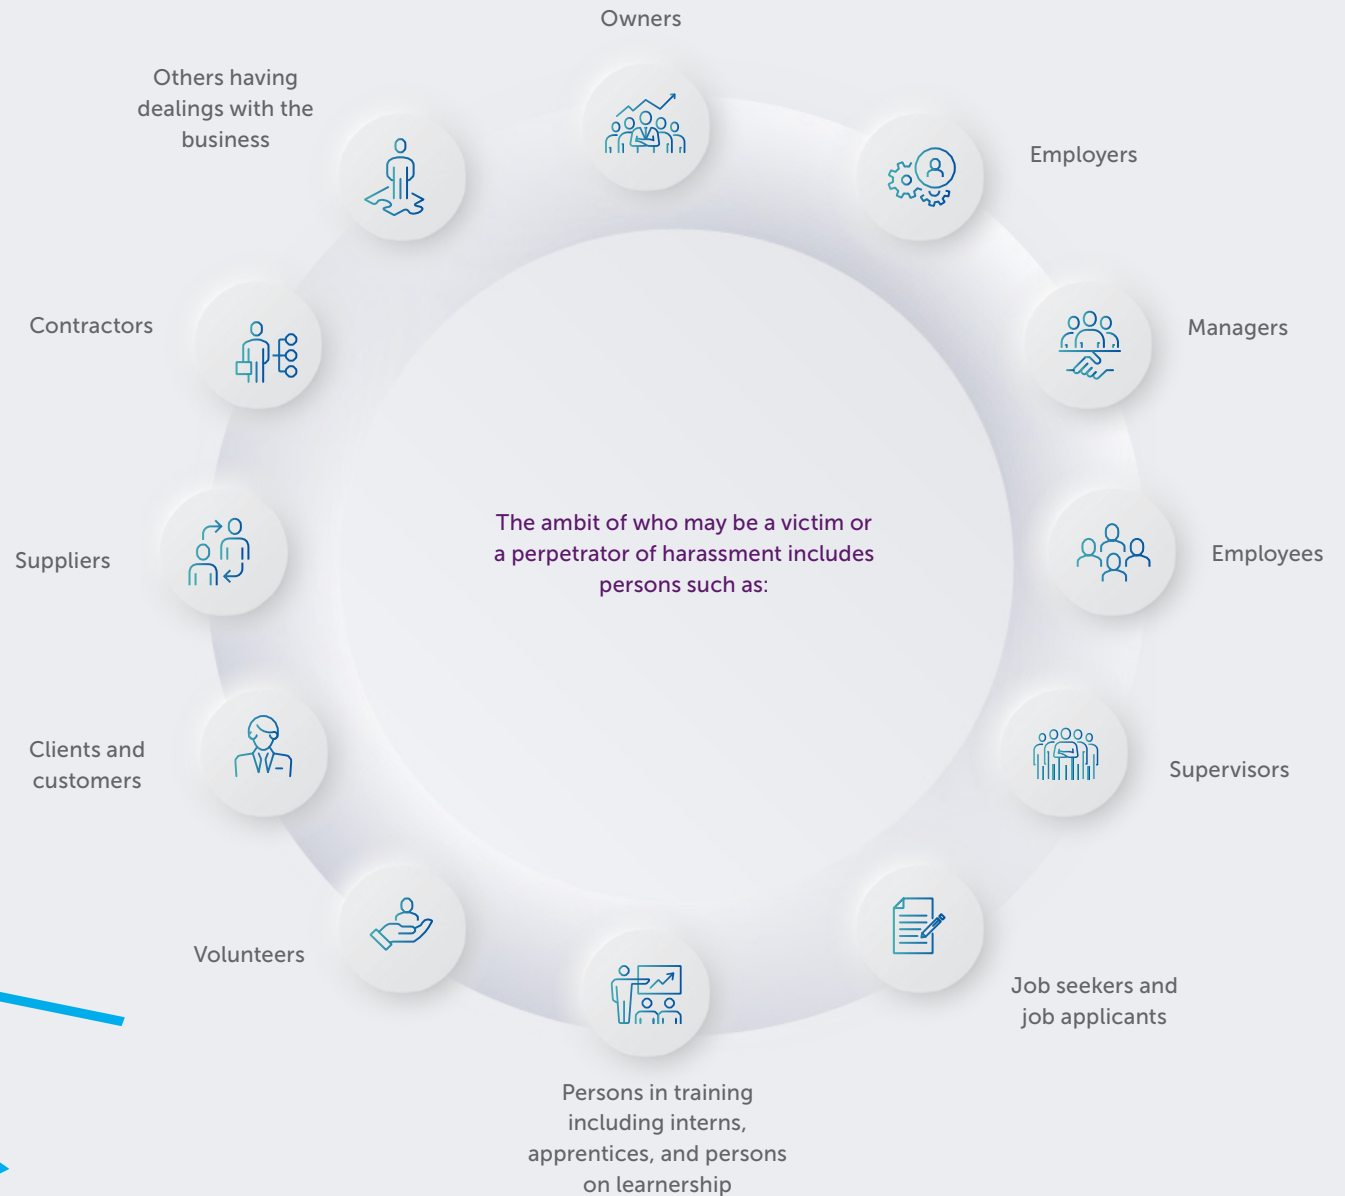 Owners
Others having
dealings with the
business
Employers
Contractors
Managers
The ambit of who may be a victim or
a perpetrator of harassment includes
persons such as:
Suppliers
Employees
Clients and
customers
Supervisors
Volunteers
Job seekers and
job applicants
Persons in training
including interns,
apprentices, and persons
on learnership